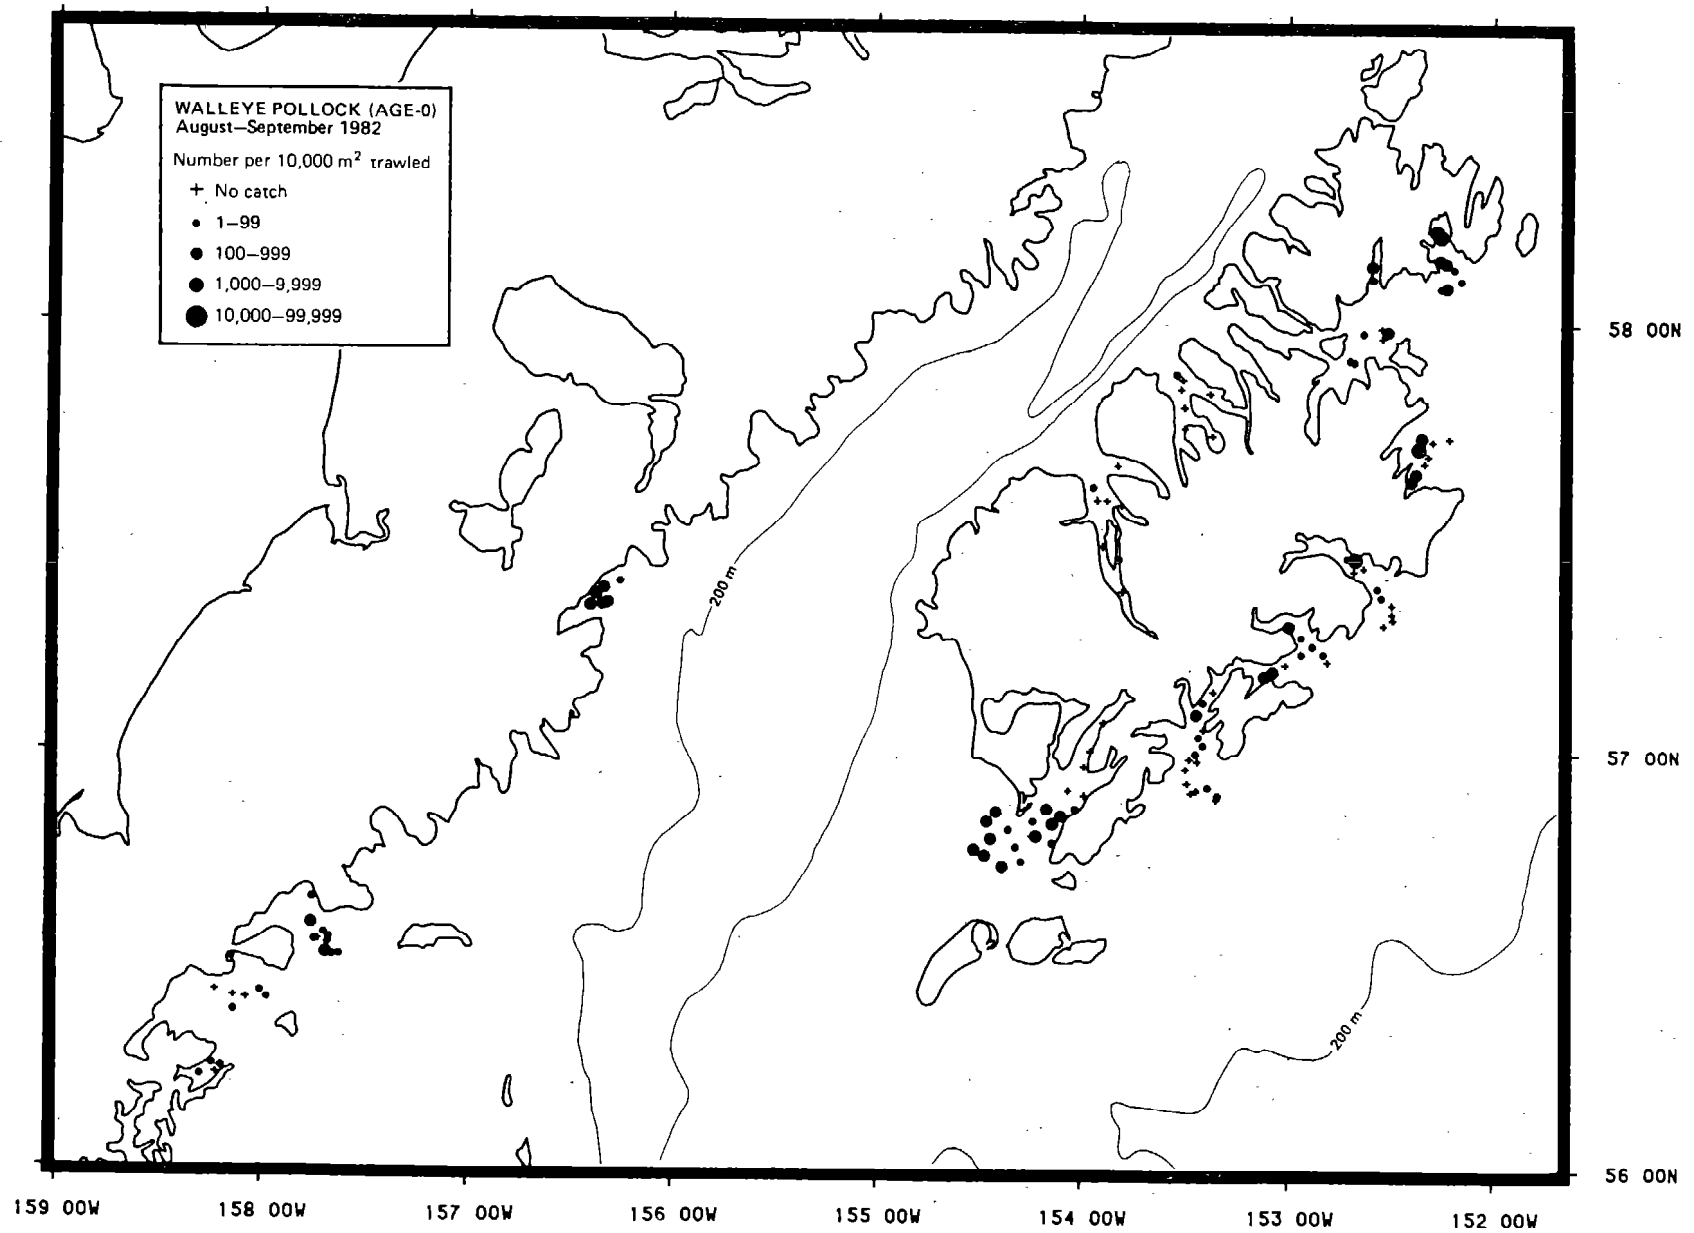 WALLEYE POLLOCK (AGE-0)
August—September 1982
Number per 10,000 m² trawled
+ No catch
1—99
100—999
1,000—9,999
10,000—99,999
58 00N
200 m
57 00N
200 m
56 00N
159 00W 158 00W 157 00W 156 00W 155 00W 154 00W 153 00W 152 00W